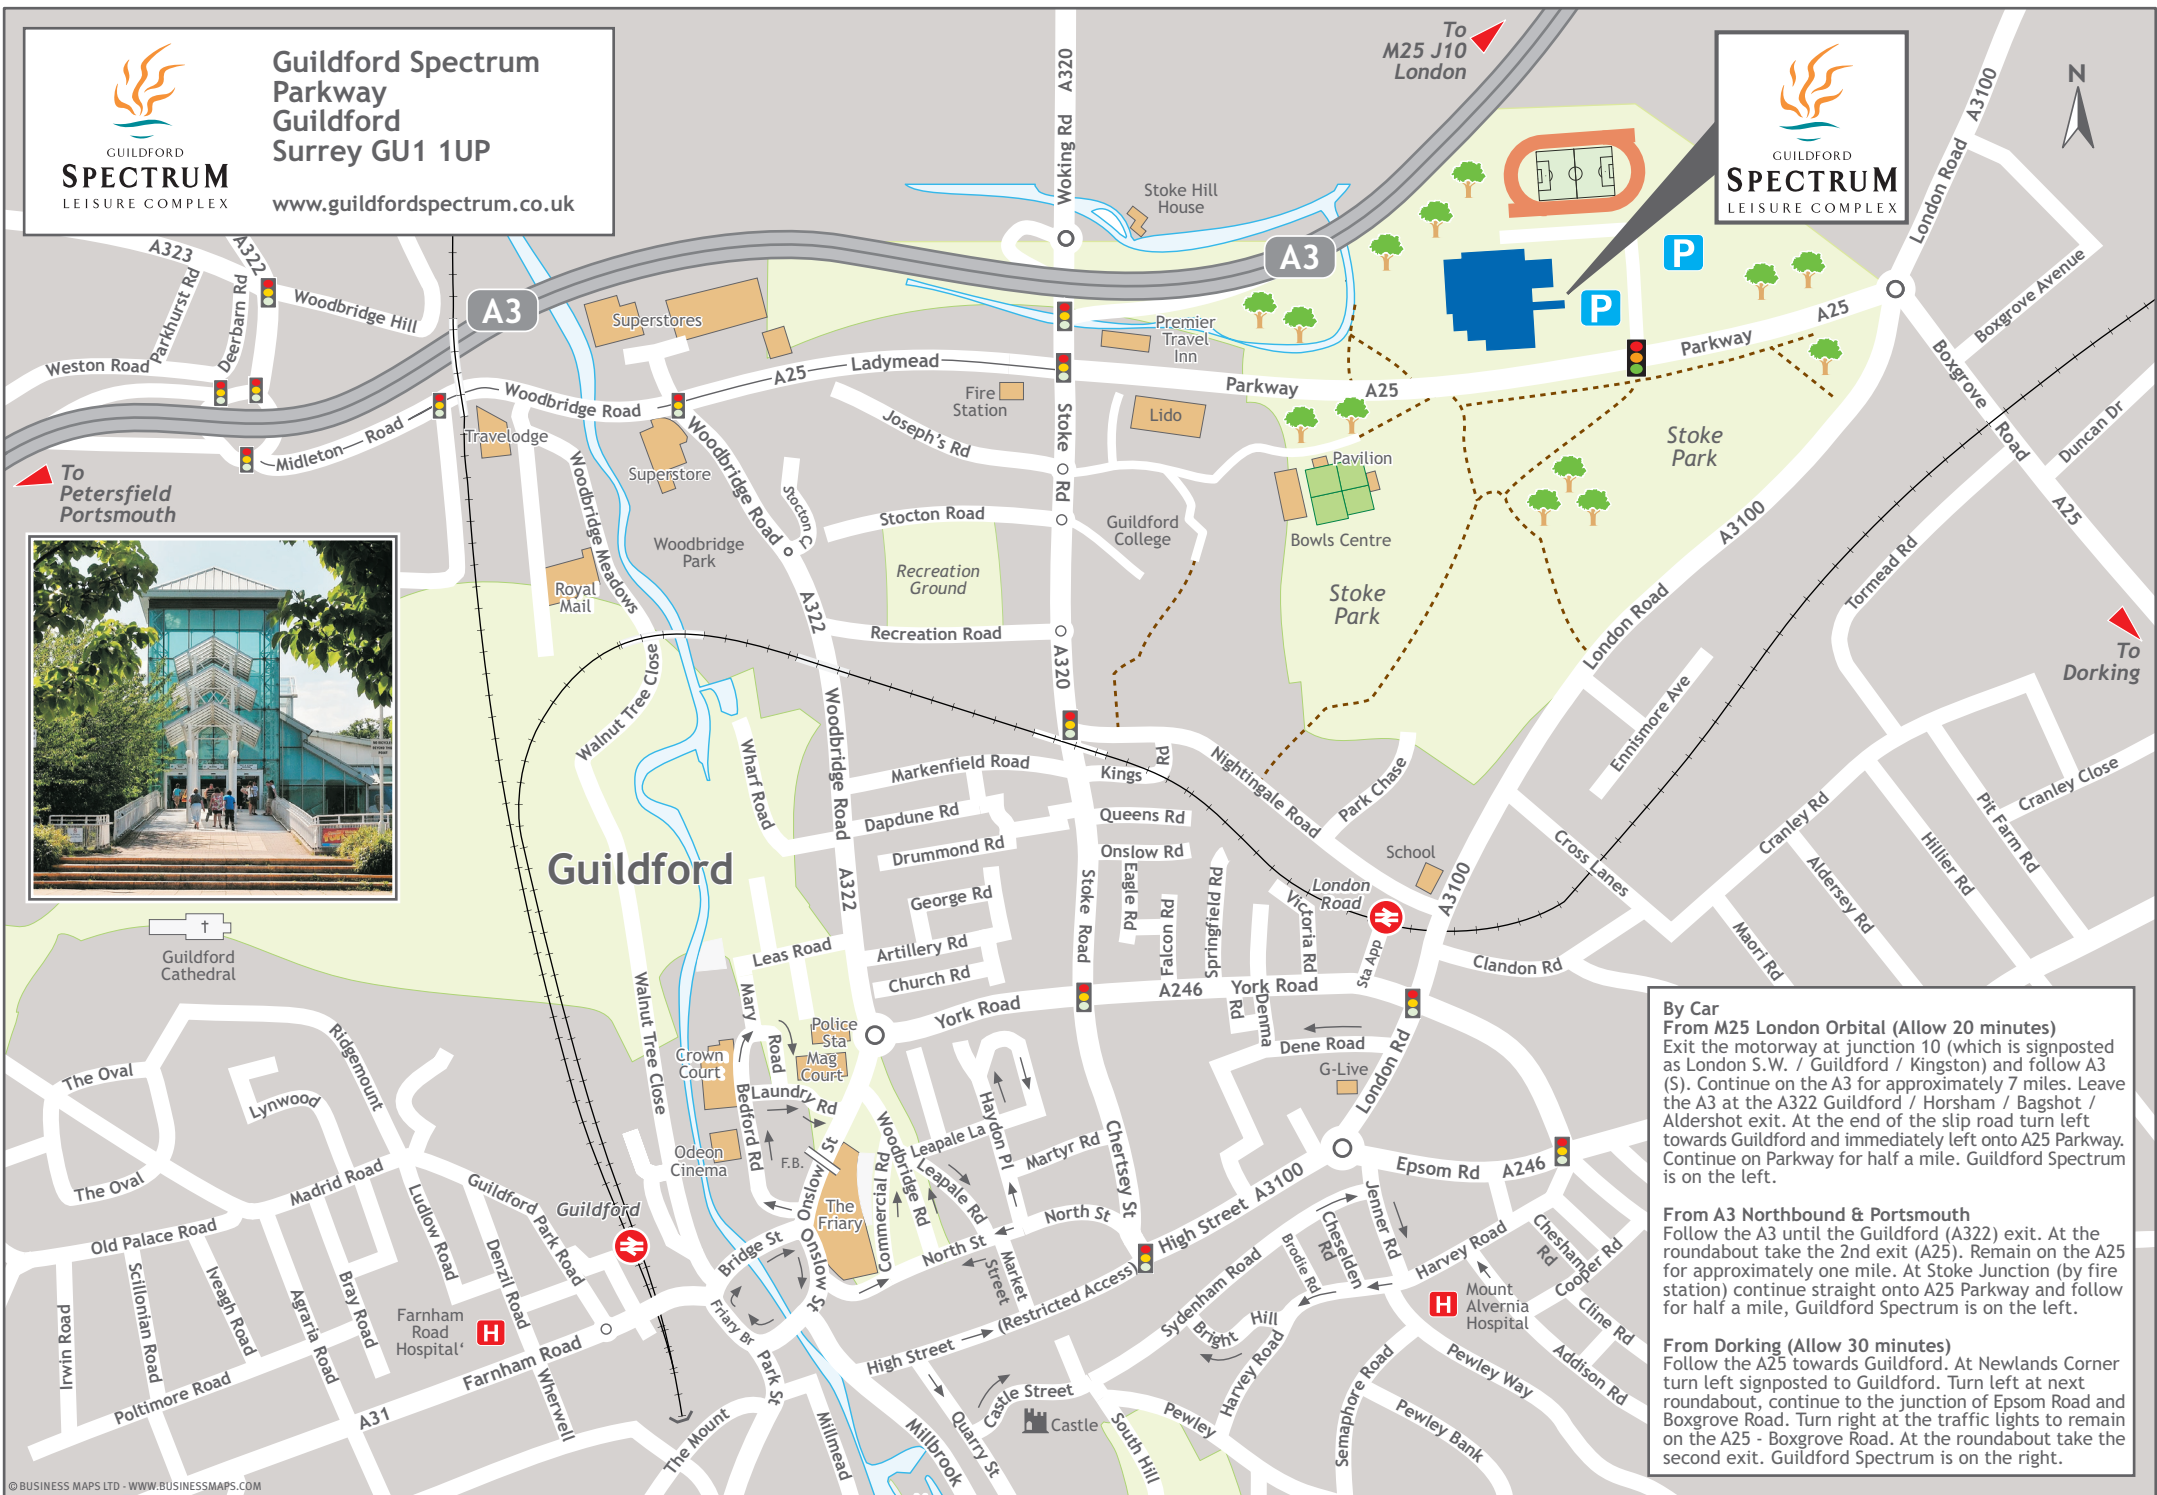 GUILDFORD
SPECTRUM
LEISURE COMPLEX
Guildford Spectrum
Parkway
Guildford
Surrey GU1 1UP
www.guildfordspectrum.co.uk
To
M25 J10
London
GUILDFORD
SPECTRUM
LEISURE COMPLEX
N
A320
Woking Rd
A3100
London Road
Stoke Hill
House
A3
A3
P
P
A323
A322
Parkhurst Rd
Deerbarn Rd
Woodbridge Hill
Weston Road
Midleton Road
To
Petersfield
Portsmouth
Superstores
Woodbridge Road
Travelodge
Superstore
A25
Ladymead
Fire
Station
Premier
Travel
Inn
Lido
Parkway
A25
Parkway
A25
Boxgrove Avenue
Boxgrove Road
Duncan Dr
A25
Joseph's Rd
Stoke Rd
Woodbridge Meadows
Woodbridge Road
Stocton C.
Stocton Road
Woodbridge
Park
Royal
Mail
Recreation
Ground
Recreation Road
A322
A320
Guildford
College
Pavilion
Bowls Centre
Stoke
Park
Stoke
Park
A3100
London Road
Tormead Rd
To
Dorking
Ennismore Ave
Walnut Tree Close
Wharf Road
Woodbridge Road
A322
Markenfield Road
Kings Rd
Nightingale Road
Park Chase
Dapdune Rd
Queens Rd
Drummond Rd
Onslow Rd
Eagle Rd
George Rd
Stoke Road
Falcon Rd
Springfield Rd
Victoria Rd
London
Road
School
A3100
Cross Lanes
Cranley Rd
Cranley Close
Pit Farm Rd
Hillier Rd
Aldersey Rd
Maori Rd
Clandon Rd
Sta App
Guildford
Guildford
Cathedral
Leas Road
Artillery Rd
Church Rd
York Road
A246
York Road
Denma
Rd
Dene Road
G-Live
London Rd
Walnut Tree Close
Mary
Road
Police
Sta
Mag
Court
Crown
Court
Laundry Rd
Bedford Rd
Odeon
Cinema
F.B.
Onslow St
The
Friary
Commercial Rd
Woodbridge Rd
Leapale La
Leapale Rd
Haydon Pl
Martyr Rd
Chertsey St
North St
North St
Market
Street
High Street
A3100
Epsom Rd
A246
Jenner Rd
Cheselden
Rd
Brodie Rd
Harvey Road
Chesham
Rd
Cooper Rd
Cline Rd
Addison Rd
H
Mount
Alvernia
Hospital
Sydenham Road
Bright Hill
Harvey Road
Pewley Way
Semaphore Road
Pewley Bank
Pewley
South Hill
Castle
Castle Street
High Street
(Restricted Access)
Quarry St
Millbrook
Millmead
Park St
The Mount
Friary Br
Bridge St
Onslow St
Guildford
Ridgemount
The Oval
Lynwood
The Oval
Madrid Road
Old Palace Road
Guildford Park Road
Ludlow Road
Denzil Road
Farnham
Road
Hospital‘
H
Irwin Road
Scillonian Road
Iveagh Road
Agraria Road
Bray Road
Poltimore Road
A31
Farnham Road
Wherwell
By Car
From M25 London Orbital (Allow 20 minutes)
Exit the motorway at junction 10 (which is signposted
as London S.W. / Guildford / Kingston) and follow A3
(S). Continue on the A3 for approximately 7 miles. Leave
the A3 at the A322 Guildford / Horsham / Bagshot /
Aldershot exit. At the end of the slip road turn left
towards Guildford and immediately left onto A25 Parkway.
Continue on Parkway for half a mile. Guildford Spectrum
is on the left.
From A3 Northbound & Portsmouth
Follow the A3 until the Guildford (A322) exit. At the
roundabout take the 2nd exit (A25). Remain on the A25
for approximately one mile. At Stoke Junction (by fire
station) continue straight onto A25 Parkway and follow
for half a mile, Guildford Spectrum is on the left.
From Dorking (Allow 30 minutes)
Follow the A25 towards Guildford. At Newlands Corner
turn left signposted to Guildford. Turn left at next
roundabout, continue to the junction of Epsom Road and
Boxgrove Road. Turn right at the traffic lights to remain
on the A25 - Boxgrove Road. At the roundabout take the
second exit. Guildford Spectrum is on the right.
© BUSINESS MAPS LTD - WWW.BUSINESSMAPS.COM